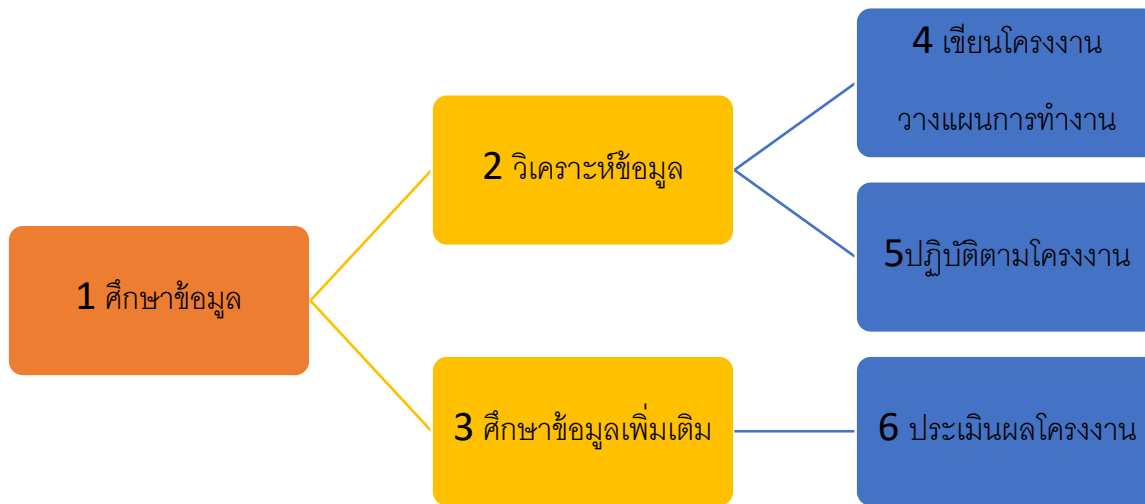 1 ศึกษาข้อมูล
2 วิเคราะห์ข้อมูล
3 ศึกษาข้อมูลเพิ่มเติม
4 เขียนโครงงาน
วางแผนการทำงาน
5ปฏิบัติตามโครงงาน
6 ประเมินผลโครงงาน